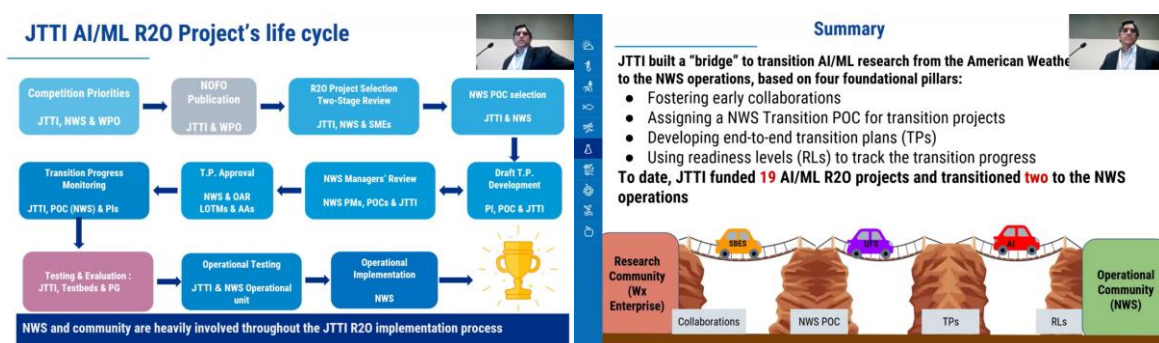 JTTI AI/ML R2O Project's life cycle
Competition Priorities
JTTI, NWS & WPO
NOFO
Publication
JTTI & WPO
R2O Project Selection
Two-Stage Review
JTTI, NWS & SMEs
NWS POC selection
JTTI & NWS
Transition Progress
Monitoring
JTTI, POC (NWS) & PIs
T.P. Approval
NWS & OAR
LOTMs & AAs
NWS Managers' Review
NWS PMs, POCs & JTTI
Draft T.P.
Development
PI, POC & JTTI
Testing & Evaluation :
JTTI, Testbeds & PG
Operational Testing
JTTI & NWS Operational
unit
Operational
Implementation
NWS
NWS and community are heavily involved throughout the JTTI R2O implementation process
Summary
JTTI built a "bridge" to transition AI/ML research from the American Weathe
to the NWS operations, based on four foundational pillars:
● Fostering early collaborations
● Assigning a NWS Transition POC for transition projects
● Developing end-to-end transition plans (TPs)
● Using readiness levels (RLs) to track the transition progress
To date, JTTI funded 19 AI/ML R2O projects and transitioned two to the NWS
operations
SBES
UFS
AI
Research
Community
(Wx
Enterprise)
Operational
Community
(NWS)
Collaborations
NWS POC
TPs
RLs